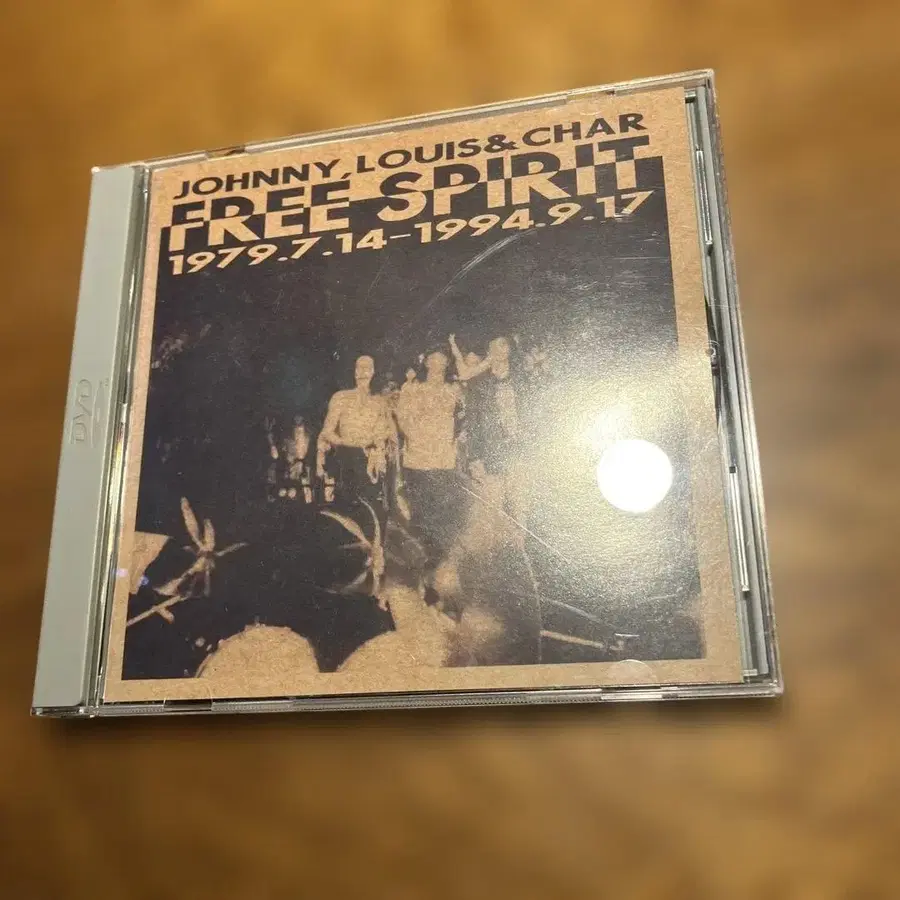 JOHNNY, LOUIS & CHAR
FREE SPIRIT
1979.7.14-1994.9.17
DVD